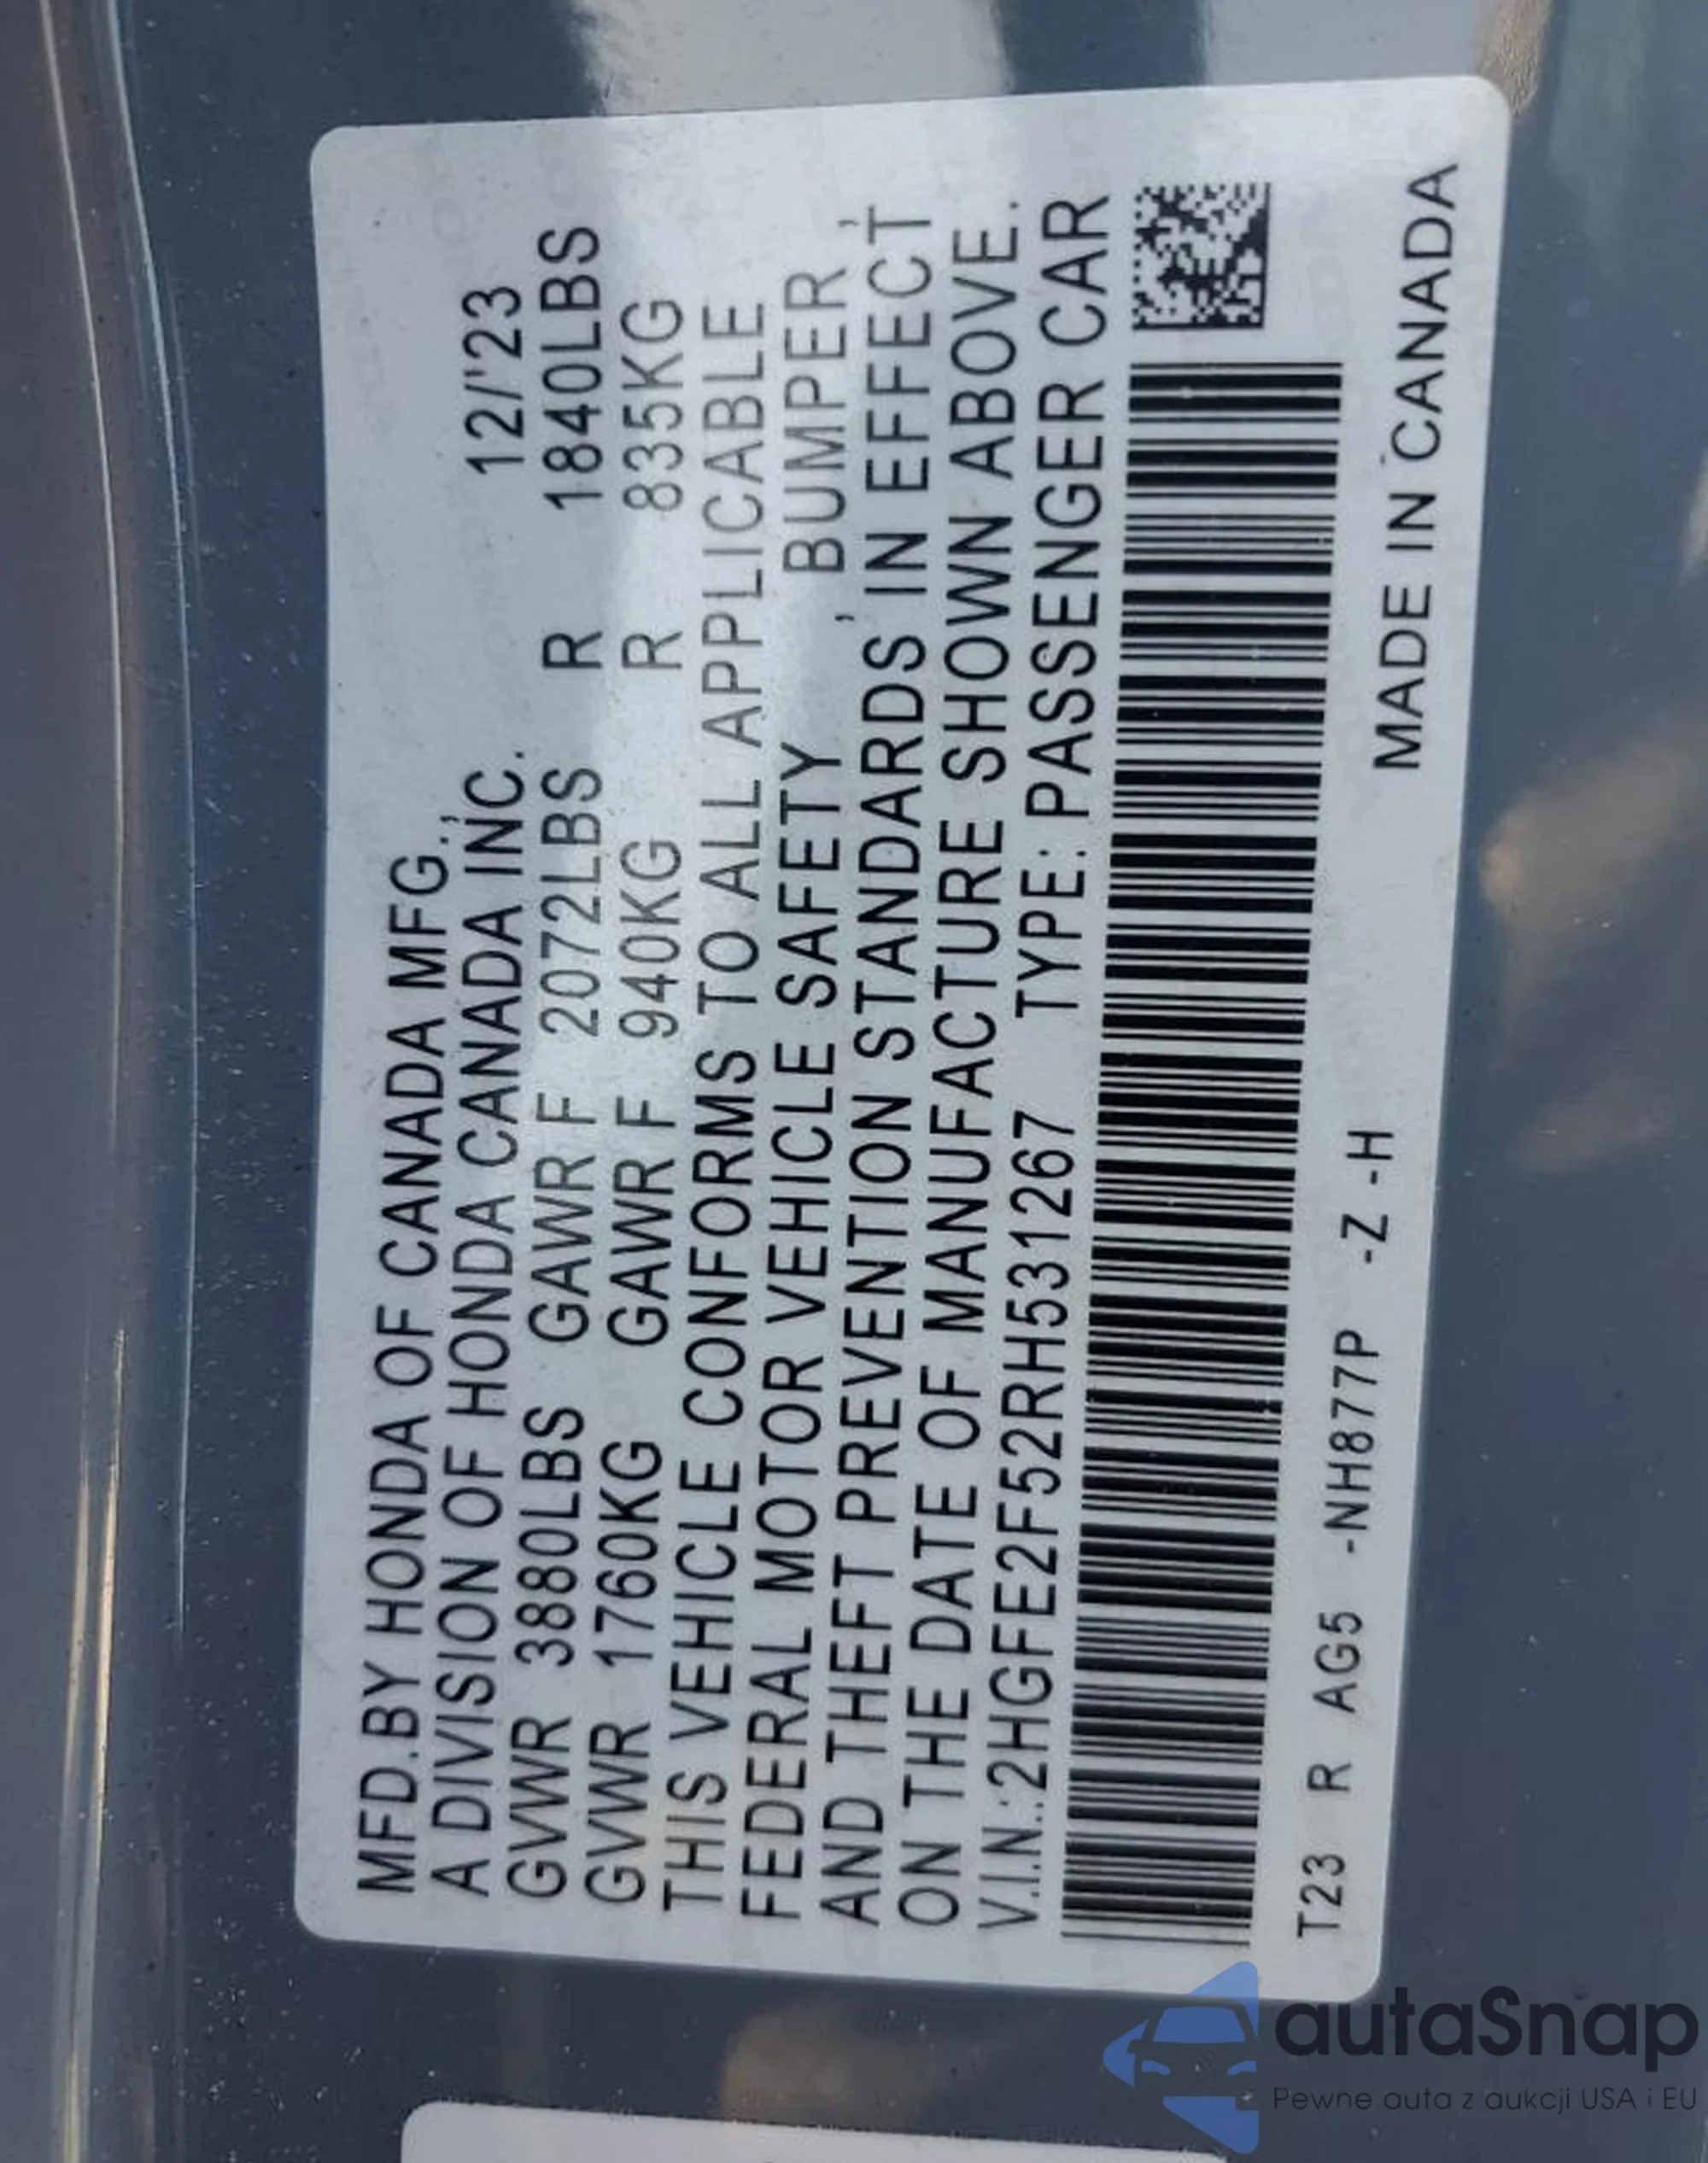 MFD.BY HONDA OF CANADA MFG.,
A DIVISION OF HONDA CANADA INC. 12/'23
GVWR 3880LBS GAWR F 2072LBS R 1840LBS
GVWR 1760KG GAWR F 940KG R 835KG
THIS VEHICLE CONFORMS TO ALL APPLICABLE
FEDERAL MOTOR VEHICLE SAFETY , BUMPER ,
AND THEFT PREVENTION STANDARDS IN EFFECT
ON THE DATE OF MANUFACTURE SHOWN ABOVE.
V.I.N.:2HGFE2F52RH531267 TYPE: PASSENGER CAR
T23 R AG5 -NH877P -Z -H MADE IN CANADA
autaSnap
Pewne auta z aukcji USA i EU